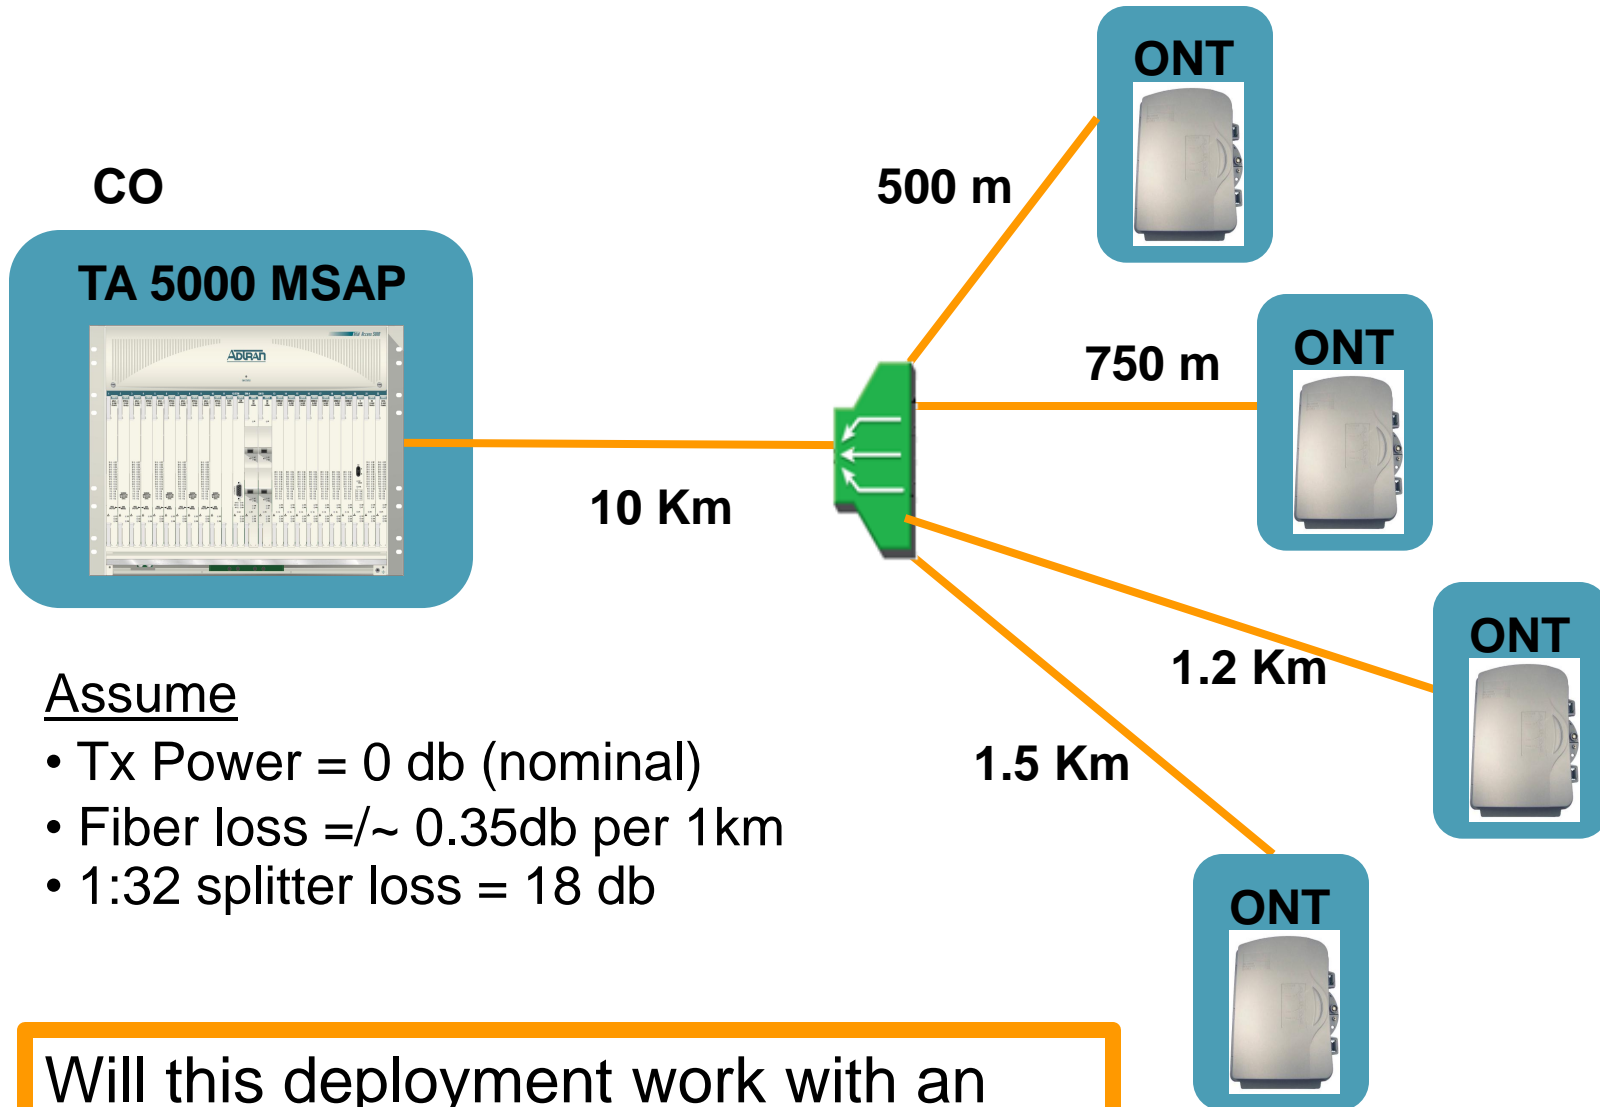 ONT
500 m
CO
TA 5000 MSAP
ADTRAN
750 m
ONT
10 Km
ONT
1.2 Km
1.5 Km
Assume
• Tx Power = 0 db (nominal)
• Fiber loss =/~ 0.35db per 1km
• 1:32 splitter loss = 18 db
ONT
Will this deployment work with an